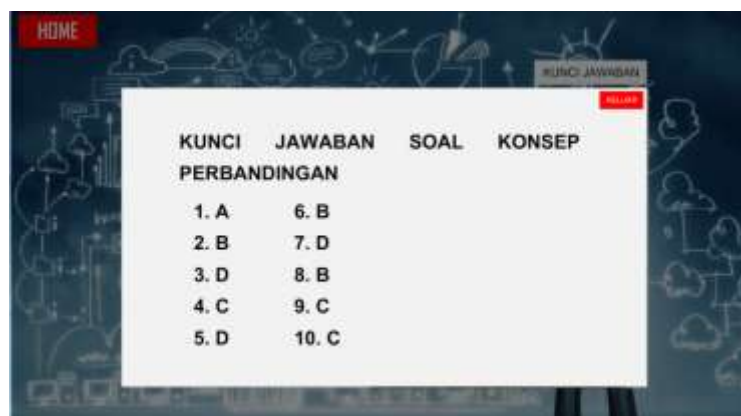 HOME
KUNCI JAWABAN
KELUAR
KUNCI JAWABAN SOAL KONSEP
PERBANDINGAN
1. A 6. B
2. B 7. D
3. D 8. B
4. C 9. C
5. D 10. C